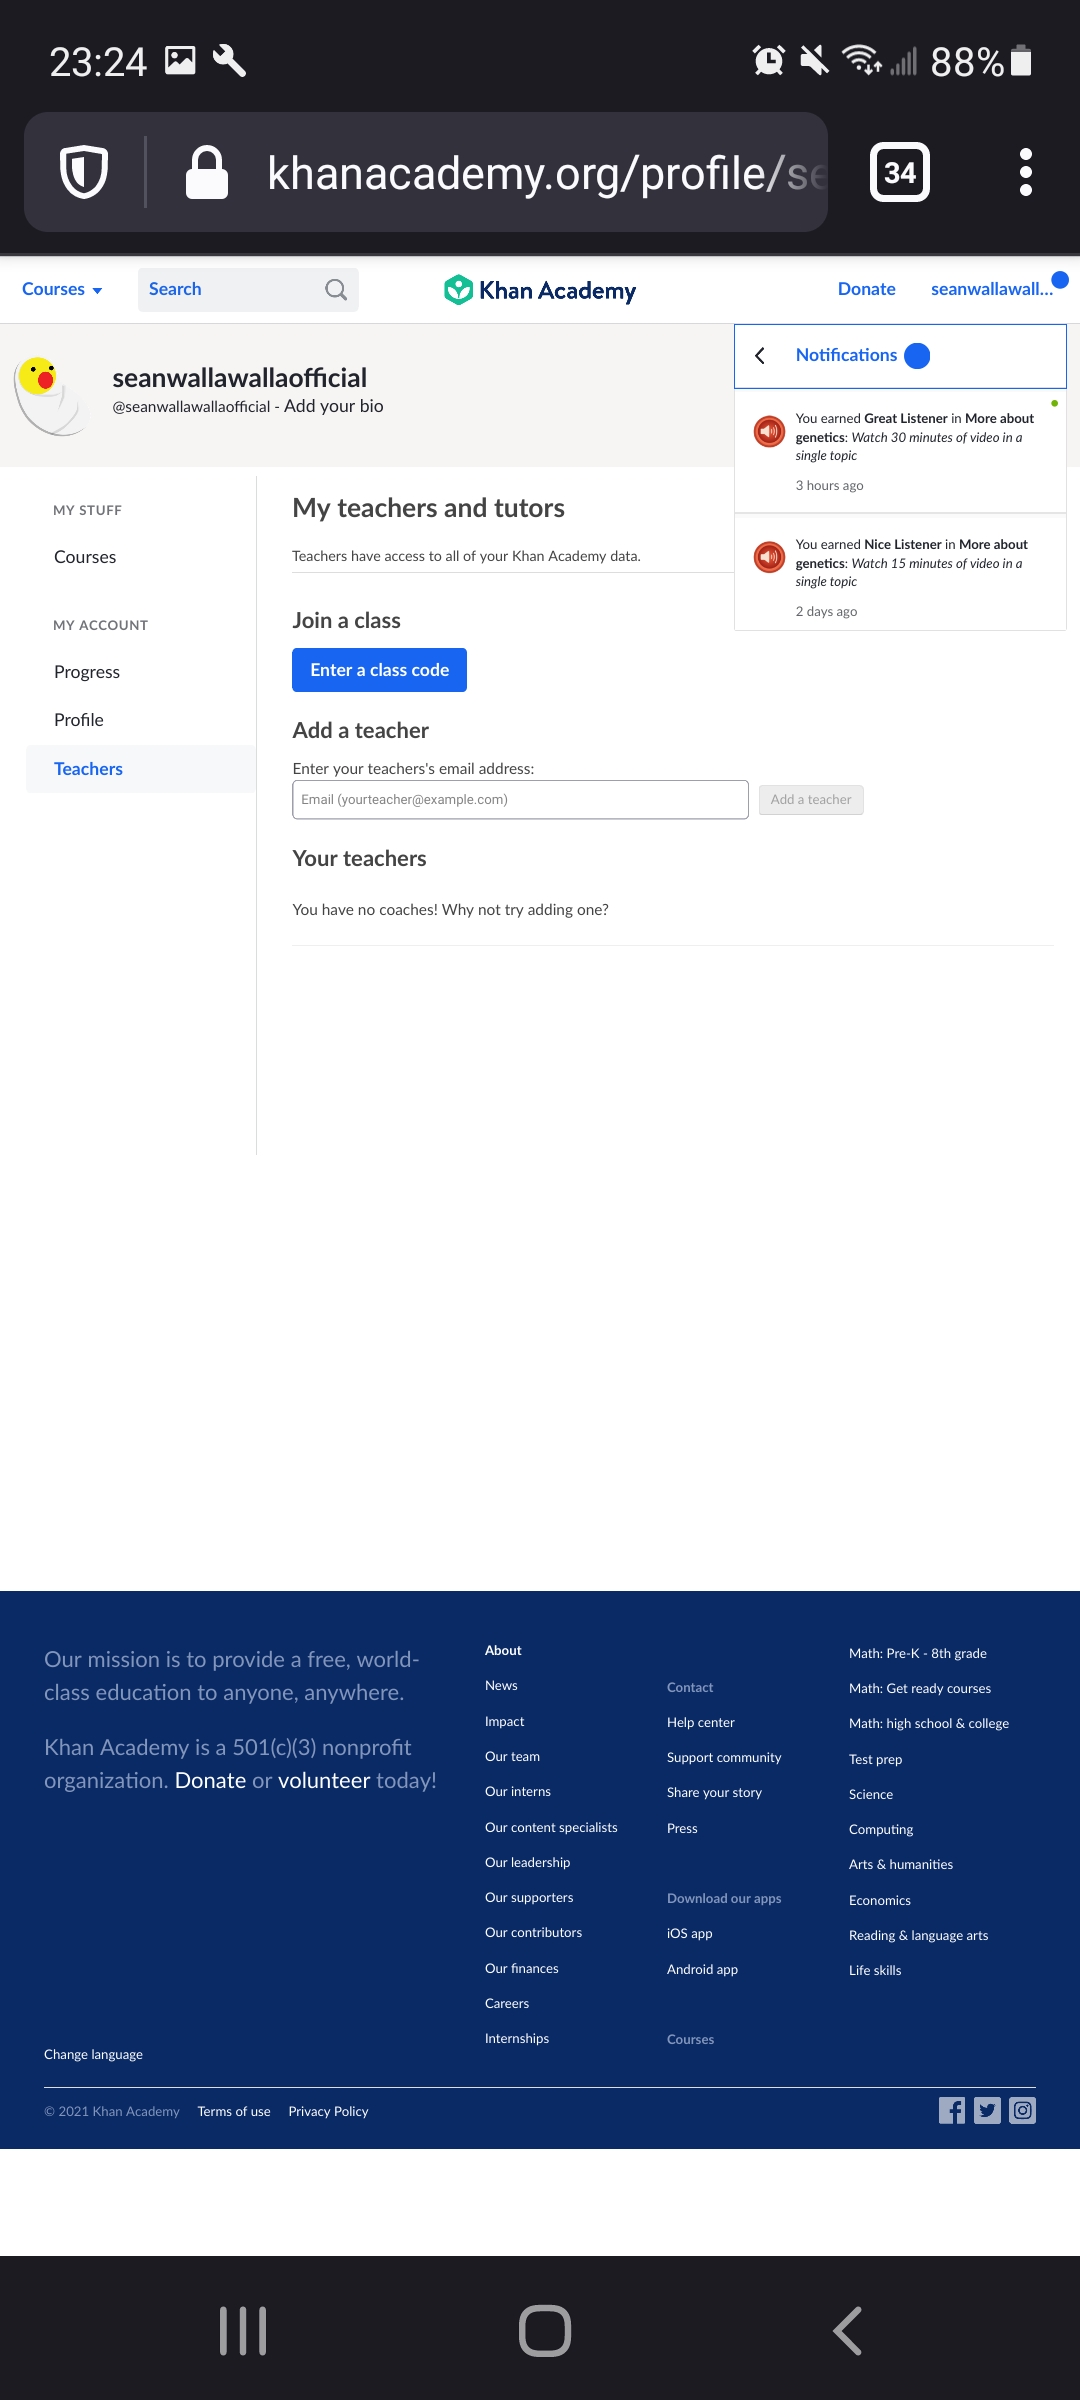 23:24
88%
khanacademy.org/profile/se
34
Courses
Search
Khan Academy
Donate
seanwallawall...
seanwallawallaofficial
@seanwallawallaofficial - Add your bio
Notifications
You earned Great Listener in More about
genetics: Watch 30 minutes of video in a
single topic
3 hours ago
You earned Nice Listener in More about
genetics: Watch 15 minutes of video in a
single topic
2 days ago
MY STUFF
Courses
MY ACCOUNT
Progress
Profile
Teachers
My teachers and tutors
Teachers have access to all of your Khan Academy data.
Join a class
Enter a class code
Add a teacher
Enter your teachers's email address:
Email (yourteacher@example.com)
Add a teacher
Your teachers
You have no coaches! Why not try adding one?
Our mission is to provide a free, world-
class education to anyone, anywhere.
Khan Academy is a 501(c)(3) nonprofit
organization. Donate or volunteer today!
About
News
Impact
Our team
Our interns
Our content specialists
Our leadership
Our supporters
Our contributors
Our finances
Careers
Internships
Contact
Help center
Support community
Share your story
Press
Download our apps
iOS app
Android app
Courses
Math: Pre-K - 8th grade
Math: Get ready courses
Math: high school & college
Test prep
Science
Computing
Arts & humanities
Economics
Reading & language arts
Life skills
Change language
© 2021 Khan Academy
Terms of use
Privacy Policy